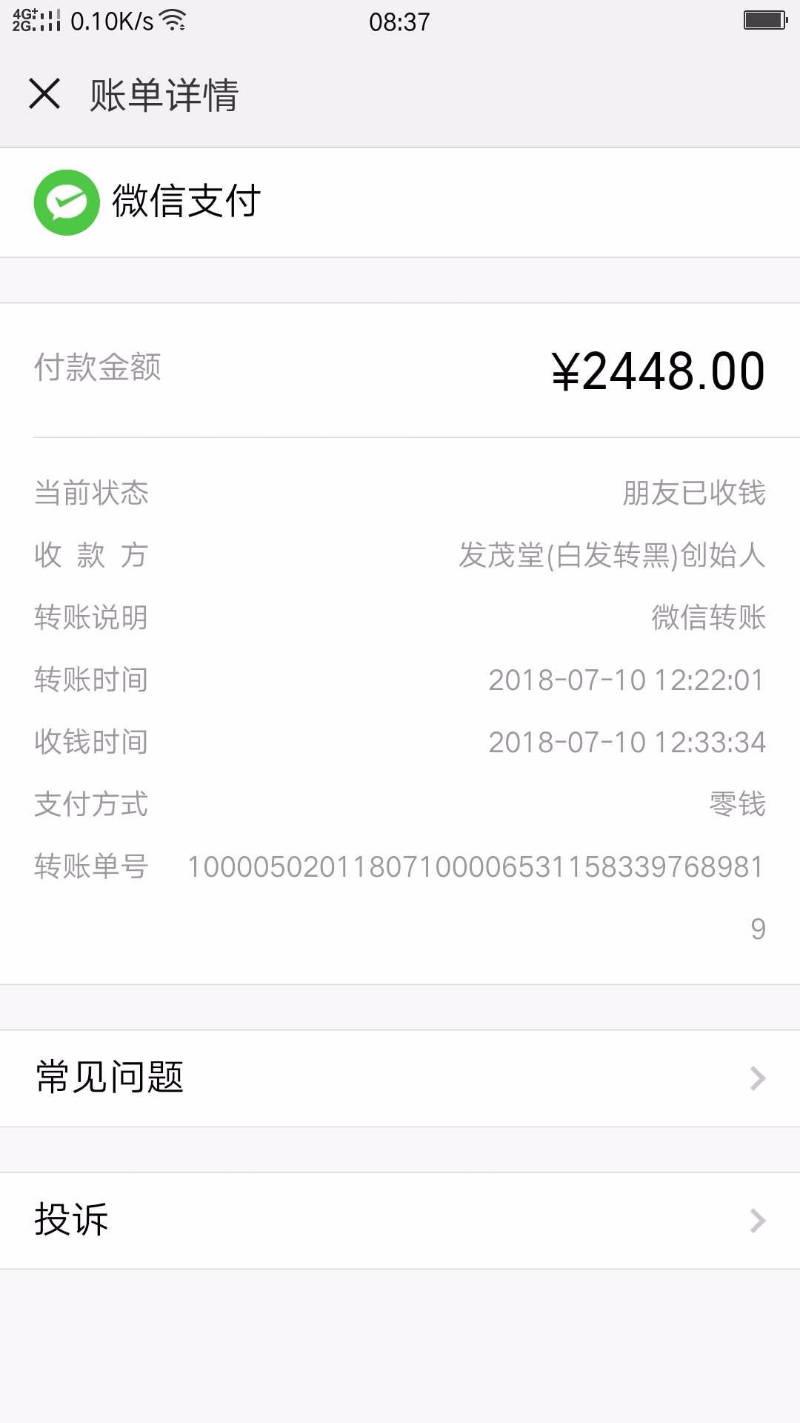 4G+ 2G 0.10K/s 08:37
账单详情
微信支付
付款金额 ¥2448.00
当前状态 朋友已收钱
收款方 发茂堂(白发转黑)创始人
转账说明 微信转账
转账时间 2018-07-10 12:22:01
收钱时间 2018-07-10 12:33:34
支付方式 零钱
转账单号 10000502011807100006531158339768981
9
常见问题
投诉